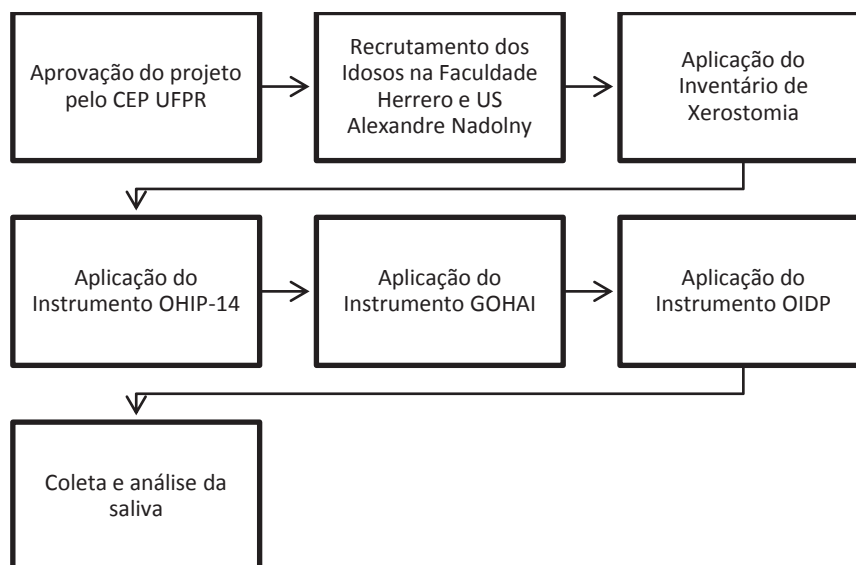 Aprovação do projeto
pelo CEP UFPR
Recrutamento dos
Idosos na Faculdade
Herrero e US
Alexandre Nadolny
Aplicação do
Inventário de
Xerostomia
Aplicação do
Instrumento OHIP-14
Aplicação do
Instrumento GOHAI
Aplicação do
Instrumento OIDP
Coleta e análise da
saliva